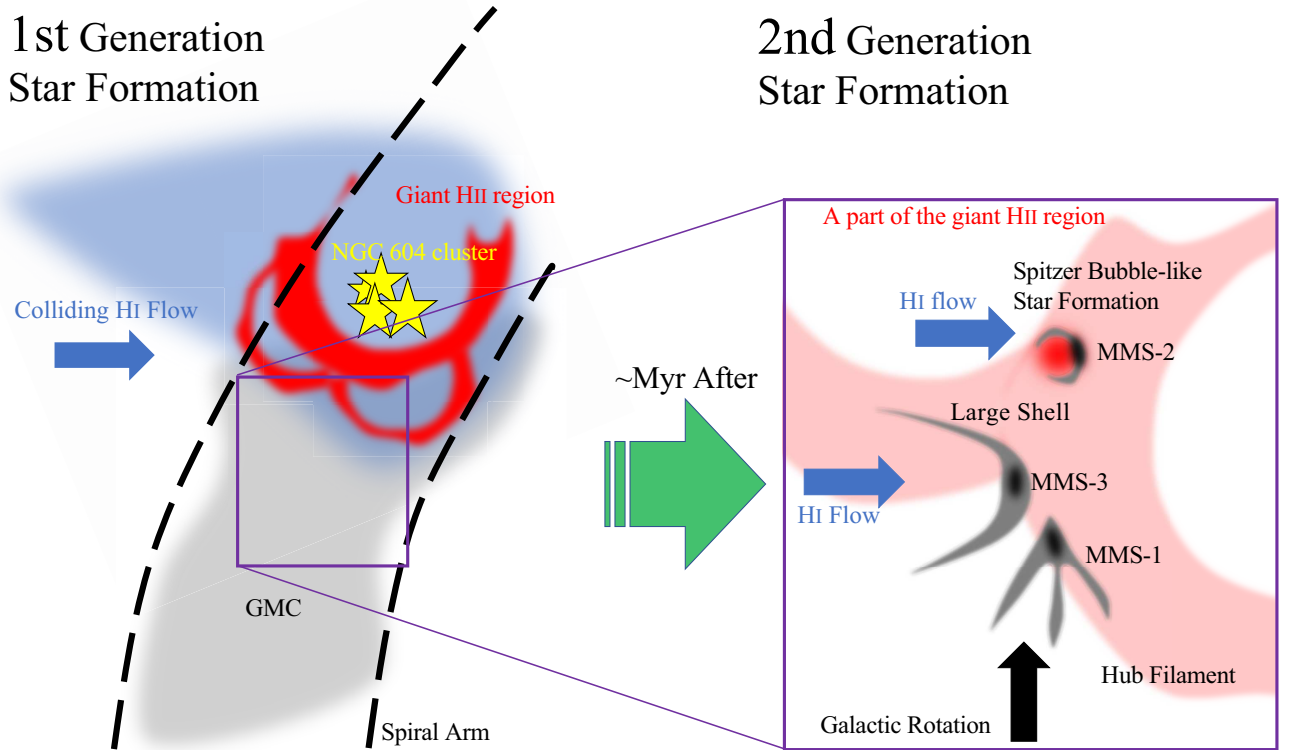 1st Generation
Star Formation
Giant HII region
NGC 604 cluster
Colliding HI Flow
GMC
Spiral Arm
~Myr After
2nd Generation
Star Formation
A part of the giant HII region
Spitzer Bubble-like
Star Formation
HI flow
MMS-2
Large Shell
MMS-3
HI Flow
MMS-1
Hub Filament
Galactic Rotation